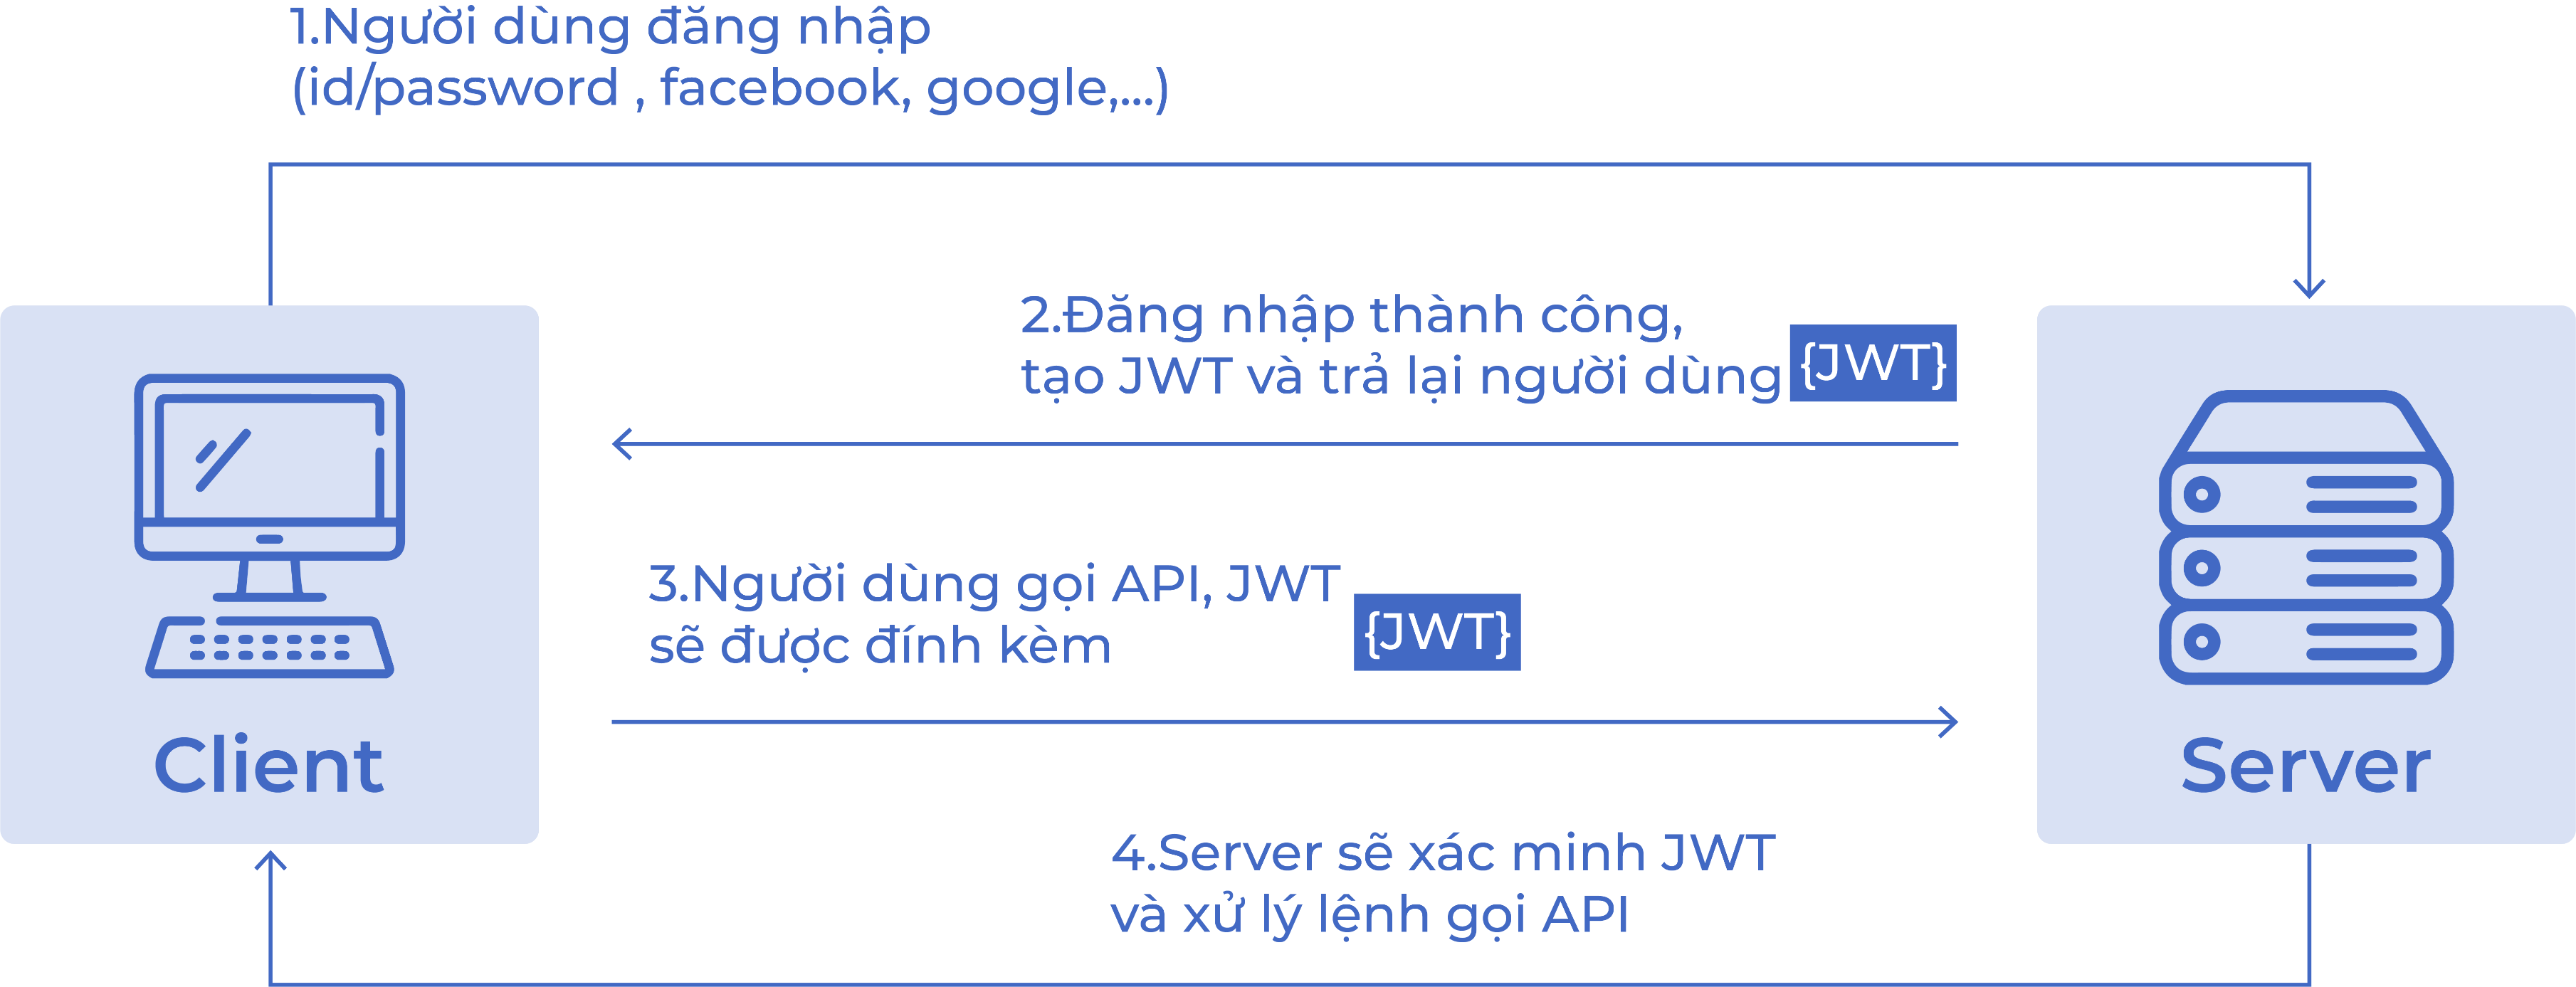 1.Người dùng đăng nhập
(id/password , facebook, google,...)
2.Đăng nhập thành công,
tạo JWT và trả lại người dùng
{JWT}
3.Người dùng gọi API, JWT
sẽ được đính kèm
{JWT}
Client
Server
4.Server sẽ xác minh JWT
và xử lý lệnh gọi API